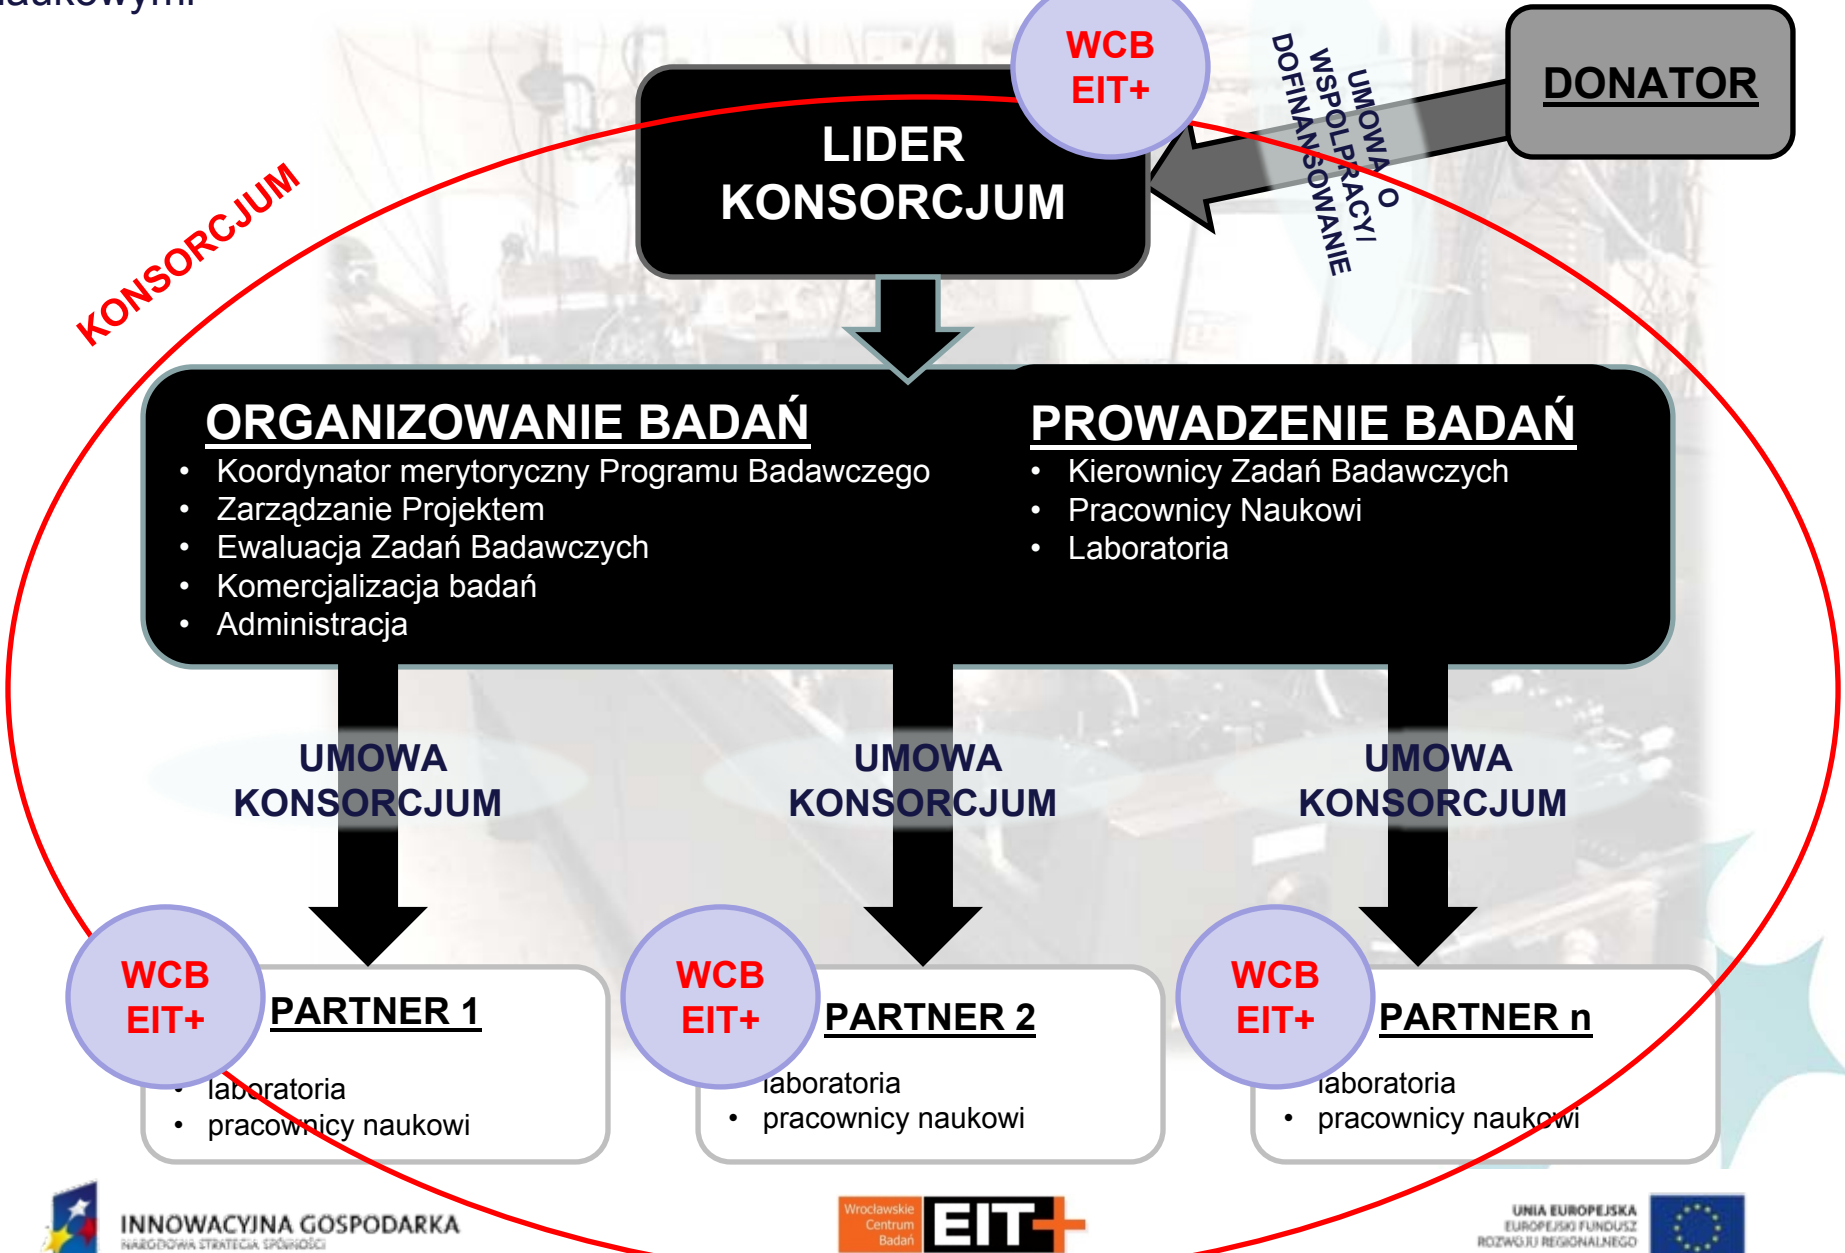 naukowymi
WCB
EIT+
DONATOR
UMOWA O
WSPOLPRACY/
DOFINANSOWANIE
LIDER
KONSORCJUM
KONSORCJUM
ORGANIZOWANIE BADAŃ
• Koordynator merytoryczny Programu Badawczego
• Zarządzanie Projektem
• Ewaluacja Zadań Badawczych
• Komercjalizacja badań
• Administracja
PROWADZENIE BADAŃ
• Kierownicy Zadań Badawczych
• Pracownicy Naukowi
• Laboratoria
UMOWA
KONSORCJUM
UMOWA
KONSORCJUM
UMOWA
KONSORCJUM
WCB
EIT+
PARTNER 1
• laboratoria
• pracownicy naukowi
WCB
EIT+
PARTNER 2
laboratoria
• pracownicy naukowi
WCB
EIT+
PARTNER n
laboratoria
• pracownicy naukowi
INNOWACYJNA GOSPODARKA
NARODOWA STRATEGIA SPÓJNOŚCI
Wrocławskie
Centrum
Badań
EIT+
UNIA EUROPEJSKA
EUROPEJSKI FUNDUSZ
ROZWOJU REGIONALNEGO